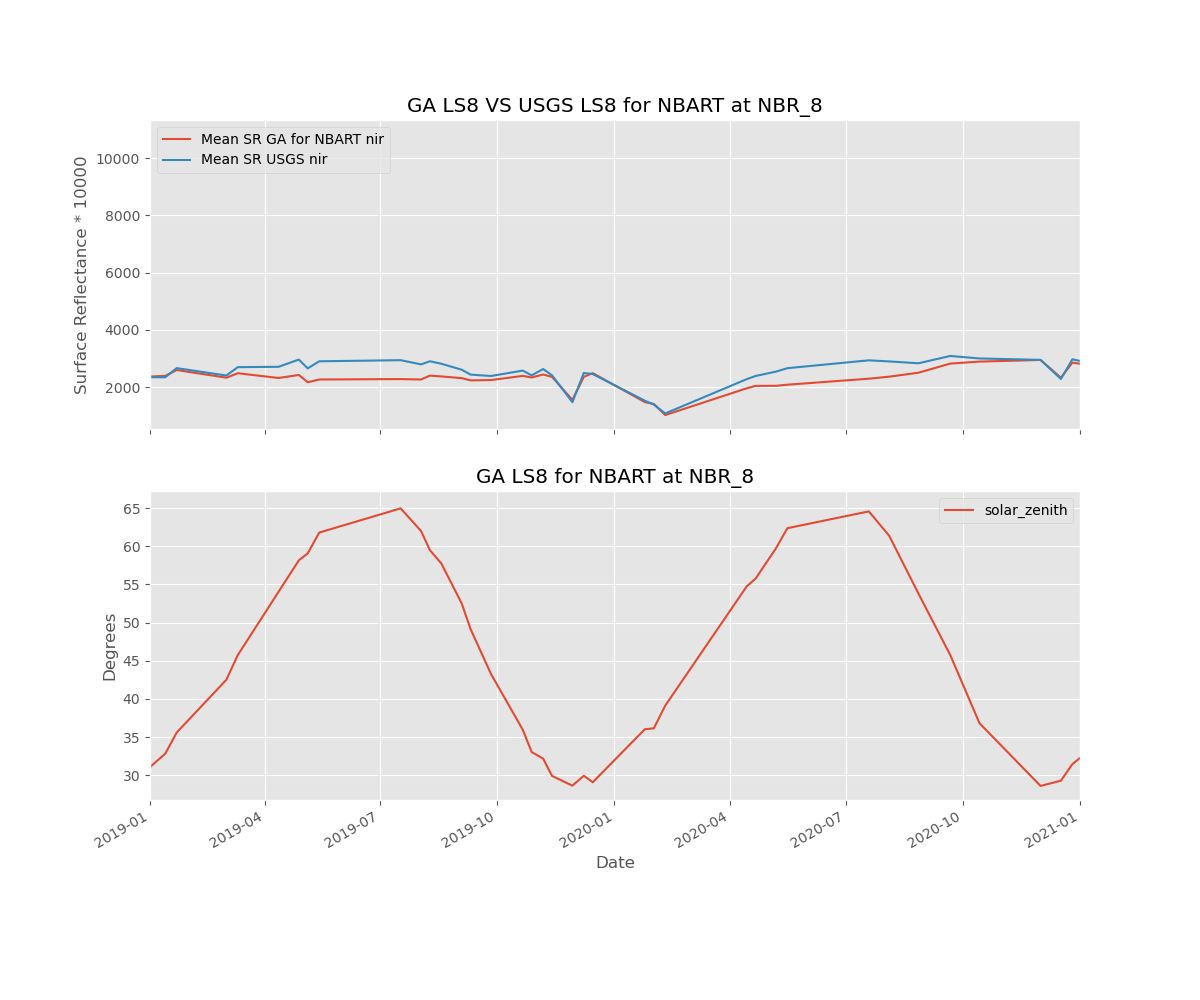 GA LS8 VS USGS LS8 for NBART at NBR_8
Mean SR GA for NBART nir
Mean SR USGS nir
Surface Reflectance * 10000
10000
8000
6000
4000
2000
GA LS8 for NBART at NBR_8
solar_zenith
Degrees
65
60
55
50
45
40
35
30
2019-01
2019-04
2019-07
2019-10
2020-01
2020-04
2020-07
2020-10
2021-01
Date